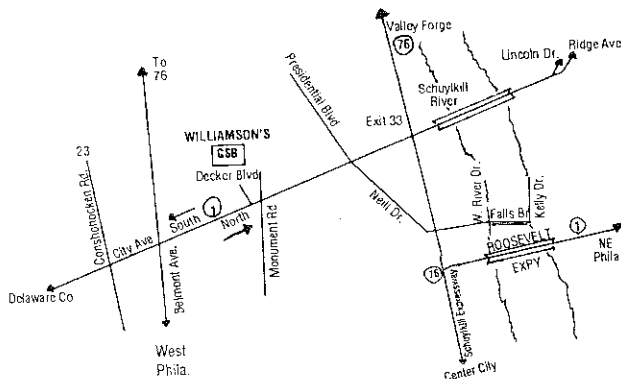 Valley Forge
76
Lincoln Dr.
Ridge Ave
To
76
Presidential Blvd
Schuylkill
River
Exit 33
WILLIAMSON'S
GSB
Decker Blvd
23
Conshonocken Rd.
City Ave
South
1
North
Belmont Ave.
Monument Rd
Neill Dr.
W. River Dr.
Falls Br
Kelly Dr.
ROOSEVELT
EXPY
1
NE
Phila
76
Schuylkill Expressway
Delaware Co
West
Phila.
Center City